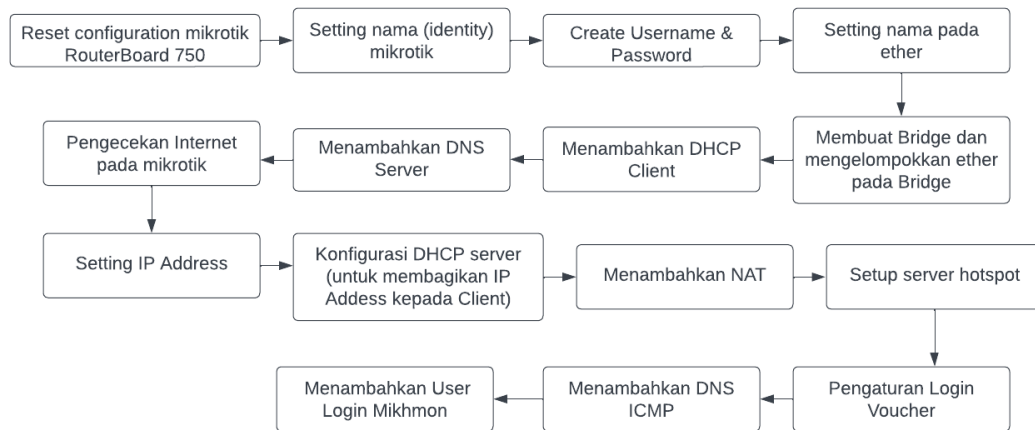 Reset configuration mikrotik
RouterBoard 750
Setting nama (identity)
mikrotik
Create Username &
Password
Setting nama pada
ether
Membuat Bridge dan
mengelompokkan ether
pada Bridge
Menambahkan DHCP
Client
Menambahkan DNS
Server
Pengecekan Internet
pada mikrotik
Setting IP Address
Konfigurasi DHCP server
(untuk membagikan IP
Addess kepada Client)
Menambahkan NAT
Setup server hotspot
Pengaturan Login
Voucher
Menambahkan DNS
ICMP
Menambahkan User
Login Mikhmon